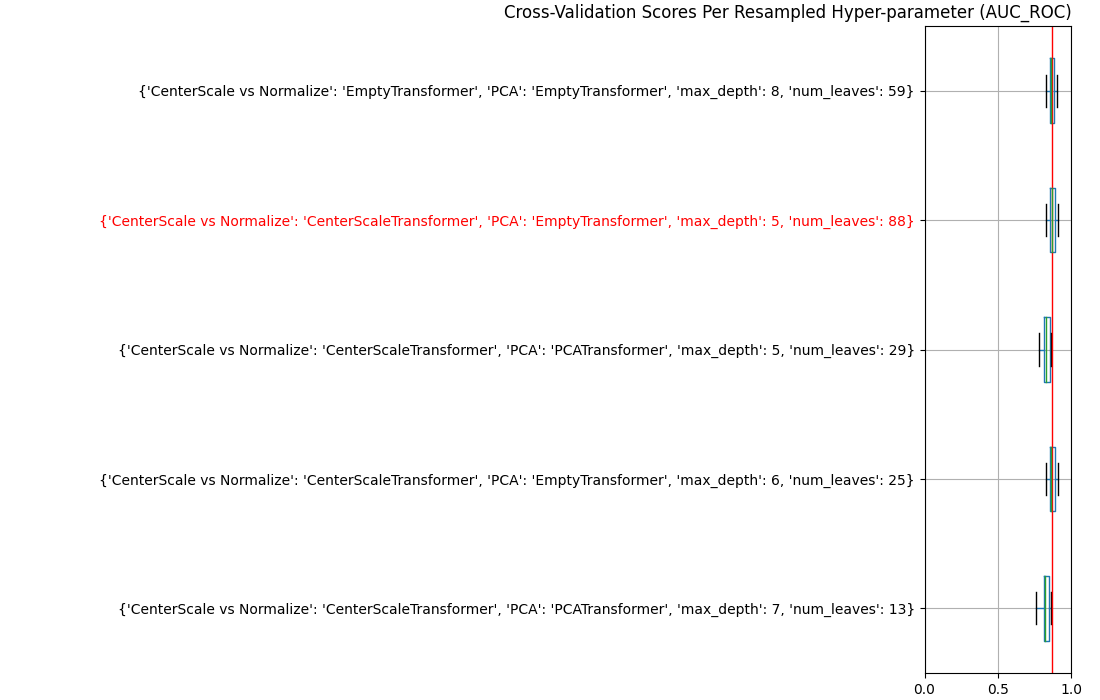 Cross-Validation Scores Per Resampled Hyper-parameter (AUC_ROC)
{'CenterScale vs Normalize': 'EmptyTransformer', 'PCA': 'EmptyTransformer', 'max_depth': 8, 'num_leaves': 59}
{'CenterScale vs Normalize': 'CenterScaleTransformer', 'PCA': 'EmptyTransformer', 'max_depth': 5, 'num_leaves': 88}
{'CenterScale vs Normalize': 'CenterScaleTransformer', 'PCA': 'PCATransformer', 'max_depth': 5, 'num_leaves': 29}
{'CenterScale vs Normalize': 'CenterScaleTransformer', 'PCA': 'EmptyTransformer', 'max_depth': 6, 'num_leaves': 25}
{'CenterScale vs Normalize': 'CenterScaleTransformer', 'PCA': 'PCATransformer', 'max_depth': 7, 'num_leaves': 13}
0.0 0.5 1.0